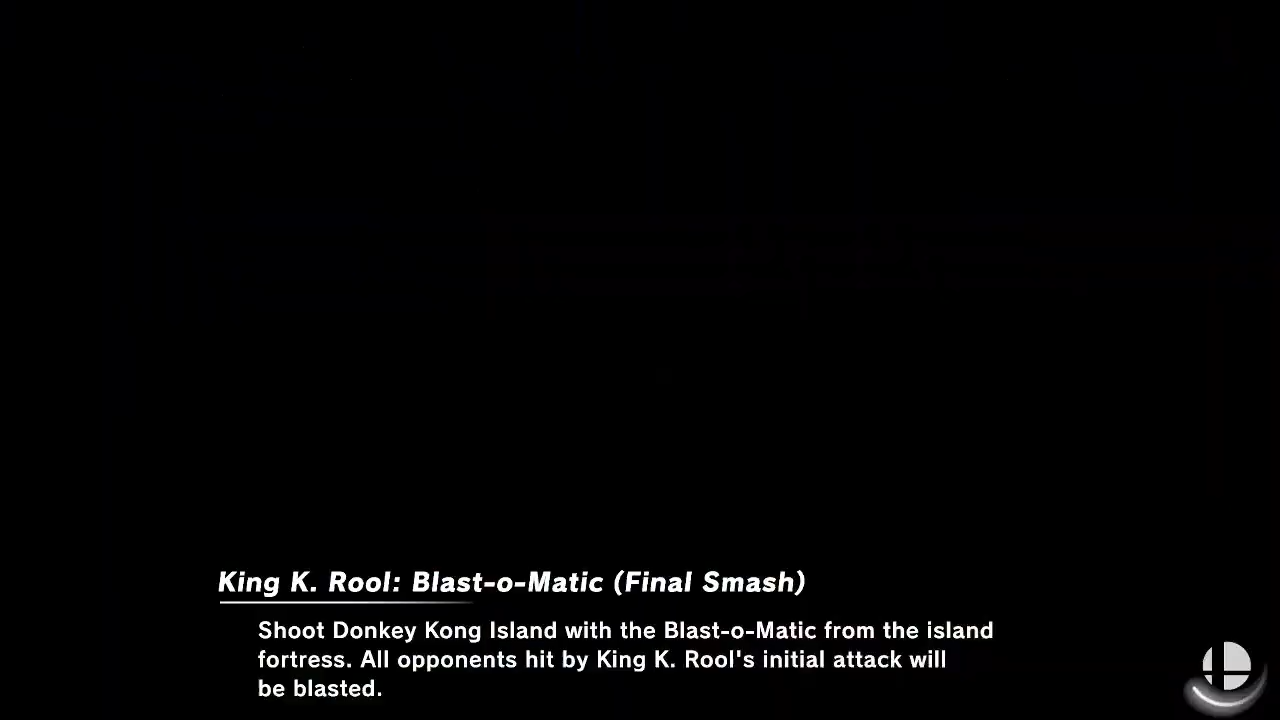 King K. Rool: Blast-o-Matic (Final Smash)
Shoot Donkey Kong Island with the Blast-o-Matic from the island
fortress. All opponents hit by King K. Rool's initial attack will
be blasted.